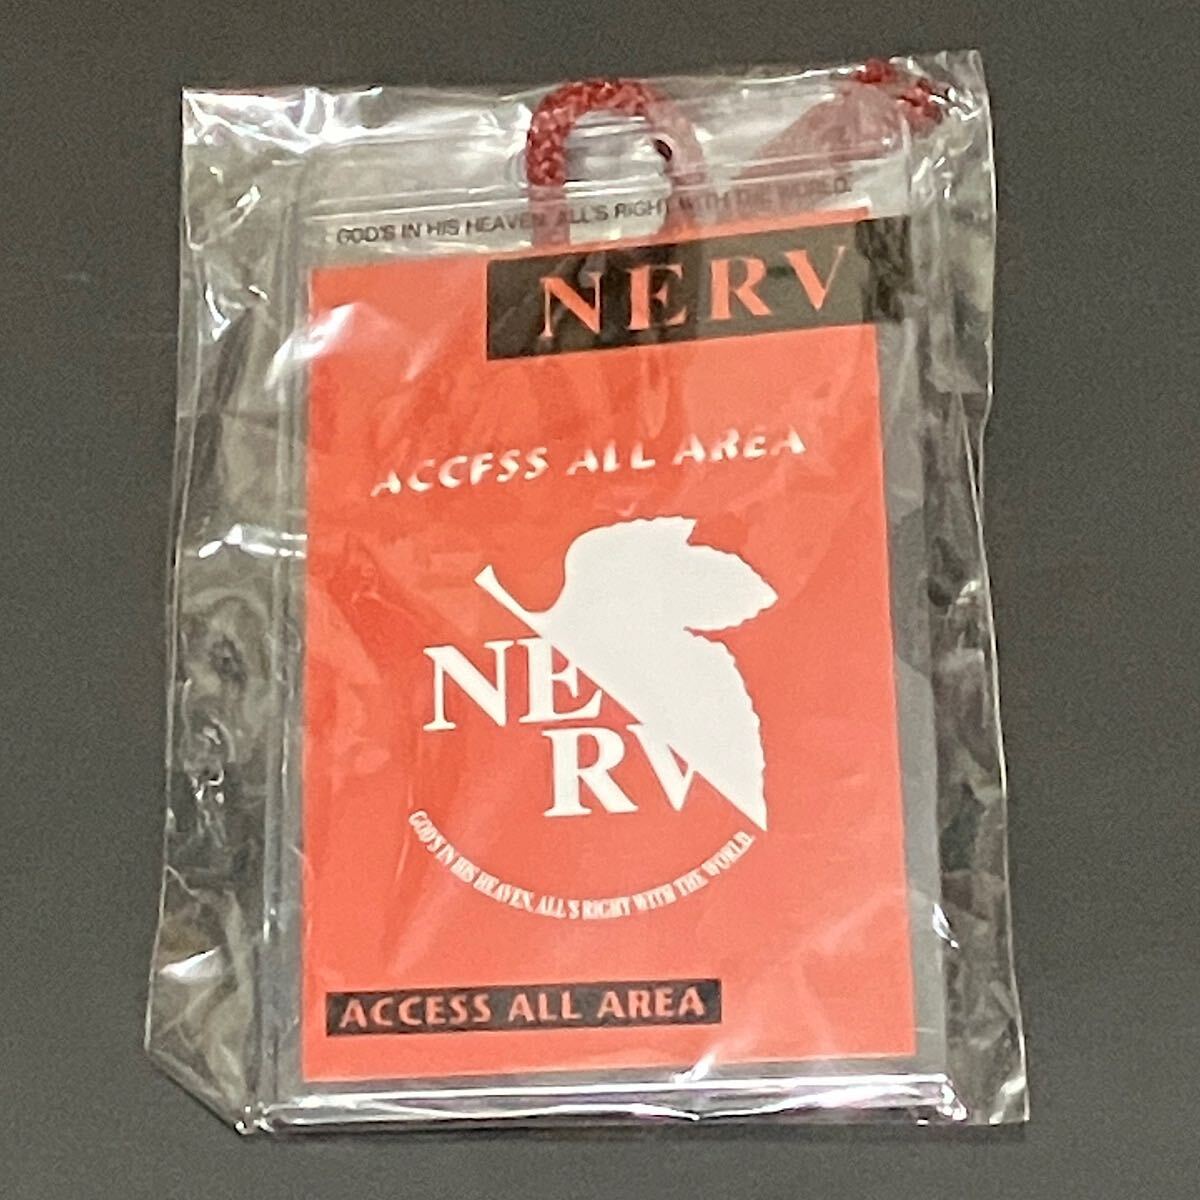 GOD'S IN HIS HEAVEN. ALL'S RIGHT WITH THE WORLD.
NERV
ACCESS ALL AREA
NE
RV
GOD'S IN HIS HEAVEN. ALL'S RIGHT WITH THE WORLD.
ACCESS ALL AREA